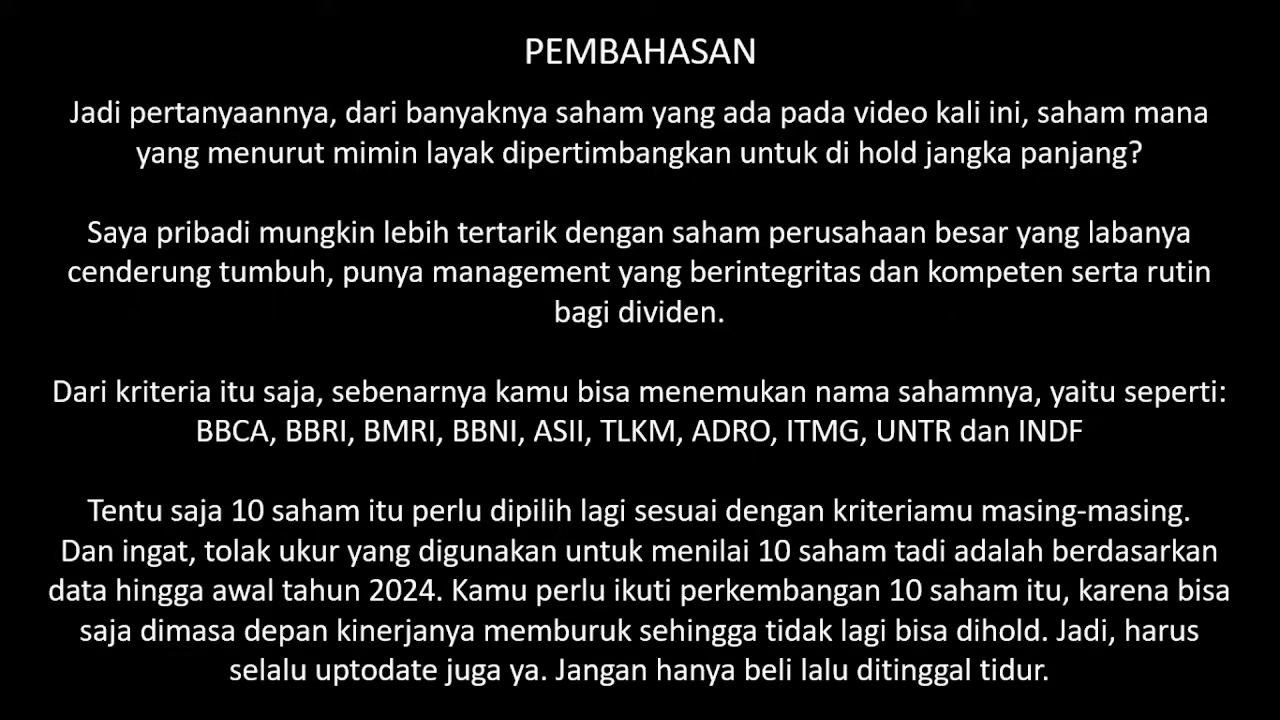 PEMBAHASAN
Jadi pertanyaannya, dari banyaknya saham yang ada pada video kali ini, saham mana
yang menurut mimin layak dipertimbangkan untuk di hold jangka panjang?
Saya pribadi mungkin lebih tertarik dengan saham perusahaan besar yang labanya
cenderung tumbuh, punya management yang berintegritas dan kompeten serta rutin
bagi dividen.
Dari kriteria itu saja, sebenarnya kamu bisa menemukan nama sahamnya, yaitu seperti:
BBCA, BBRI, BMRI, BBNI, ASII, TLKM, ADRO, ITMG, UNTR dan INDF
Tentu saja 10 saham itu perlu dipilih lagi sesuai dengan kriteriamu masing-masing.
Dan ingat, tolak ukur yang digunakan untuk menilai 10 saham tadi adalah berdasarkan
data hingga awal tahun 2024. Kamu perlu ikuti perkembangan 10 saham itu, karena bisa
saja dimasa depan kinerjanya memburuk sehingga tidak lagi bisa dihold. Jadi, harus
selalu uptodate juga ya. Jangan hanya beli lalu ditinggal tidur.